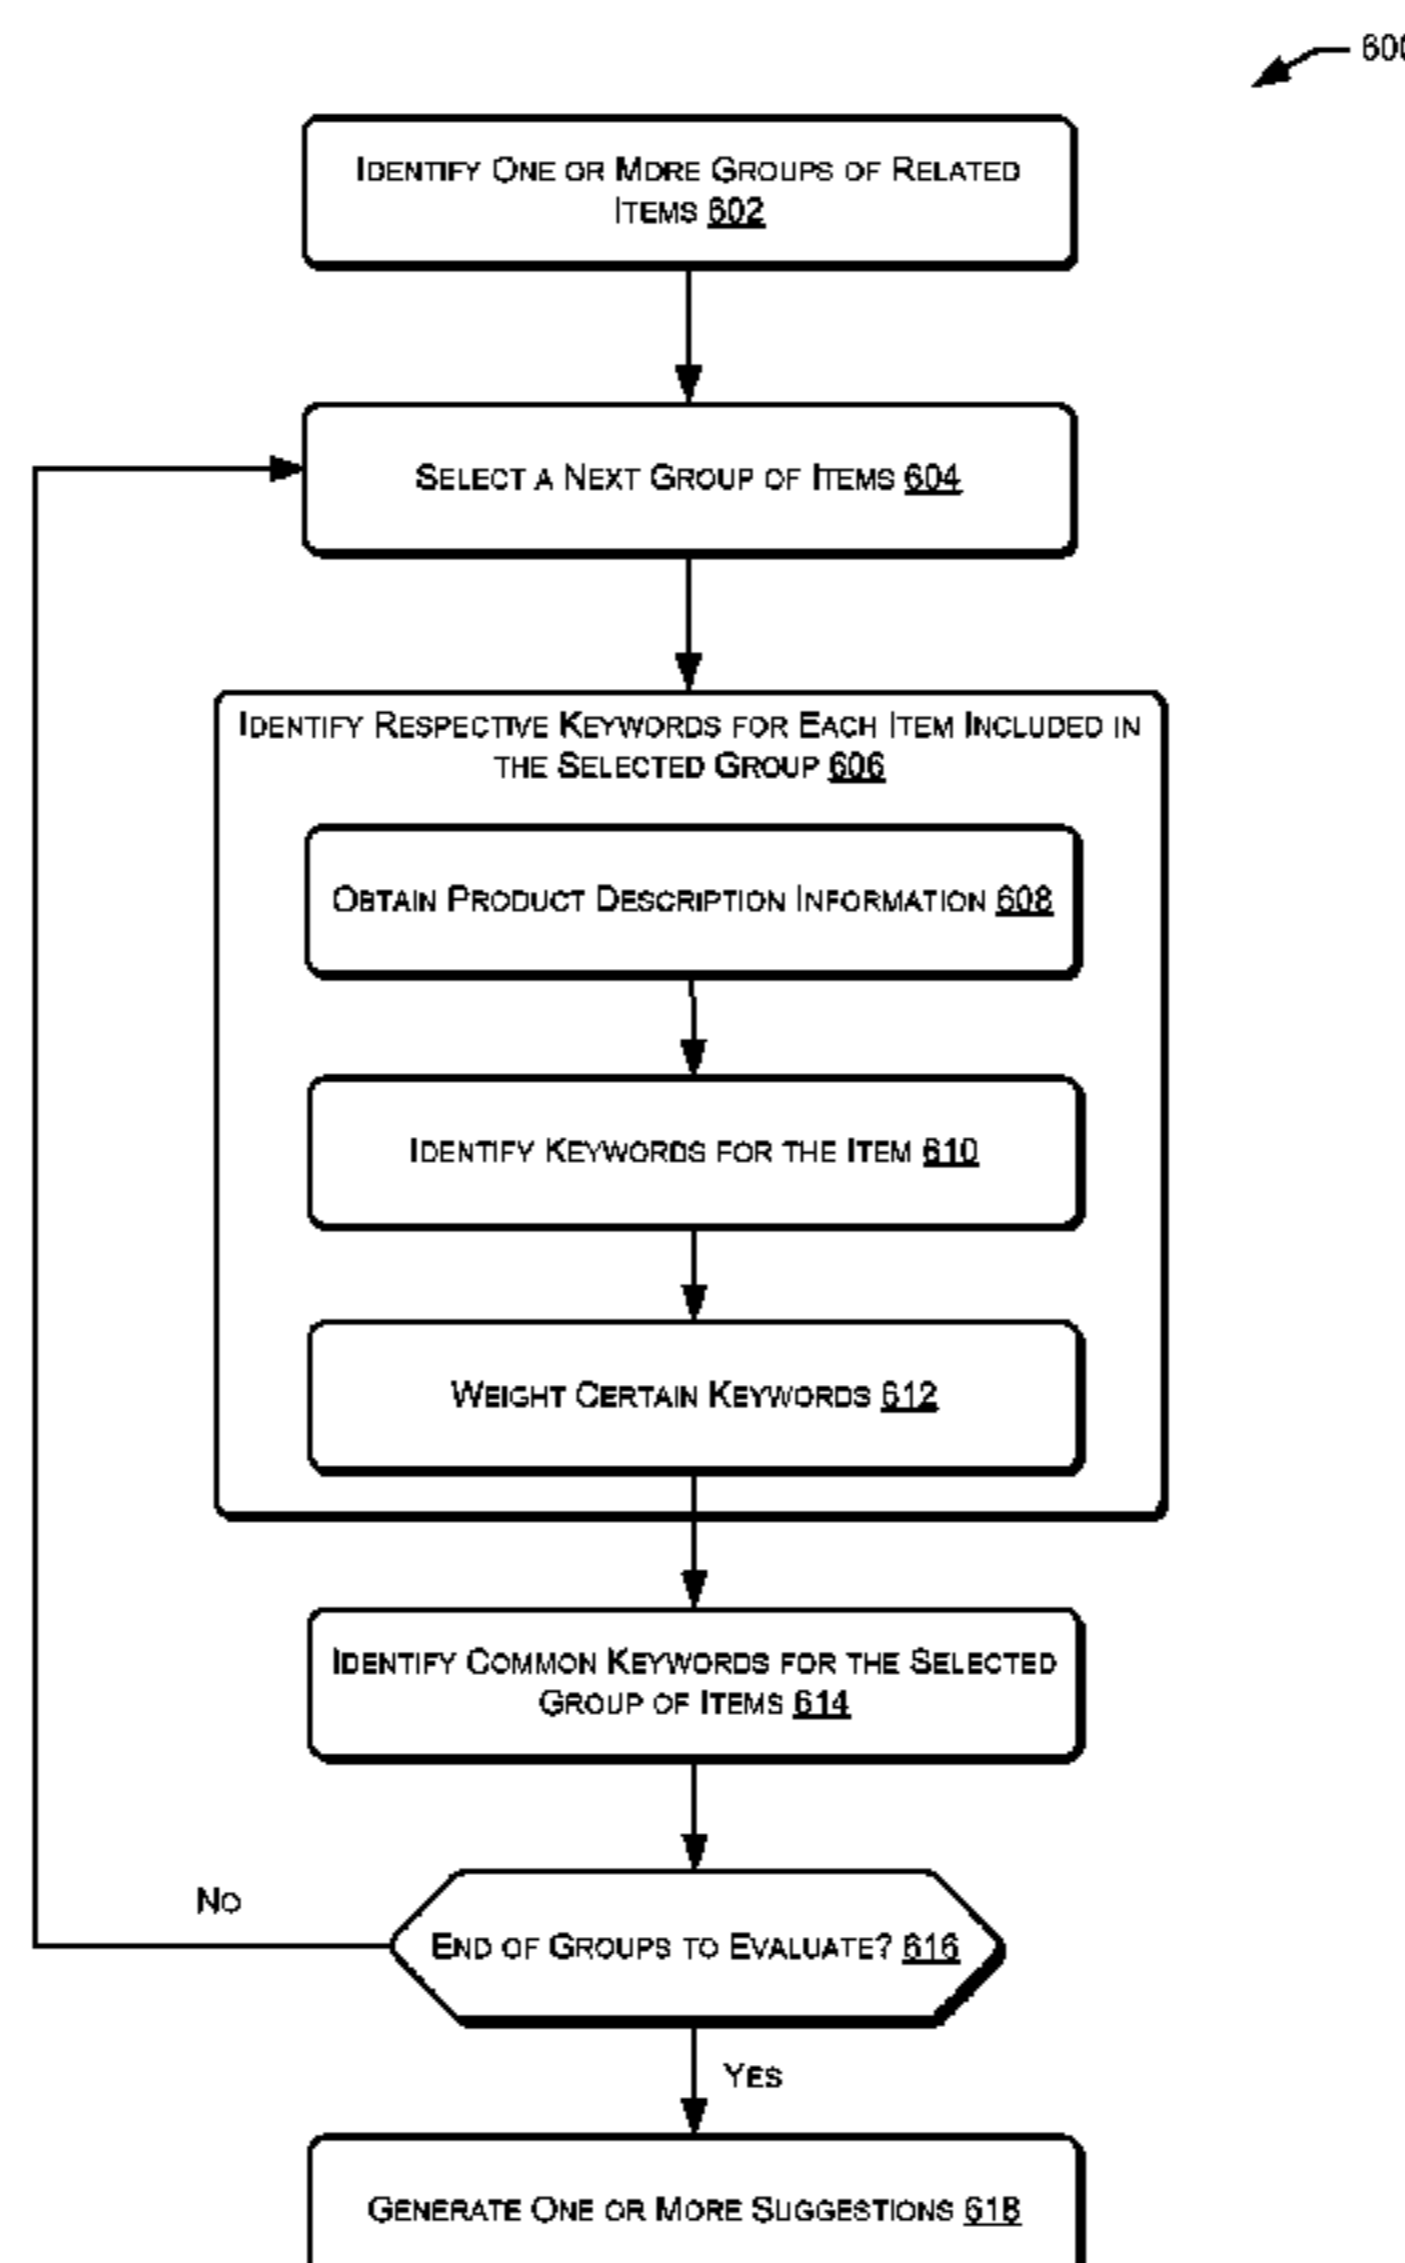 600
IDENTIFY ONE OR MORE GROUPS OF RELATED
ITEMS 602
SELECT A NEXT GROUP OF ITEMS 604
IDENTIFY RESPECTIVE KEYWORDS FOR EACH ITEM INCLUDED IN
THE SELECTED GROUP 606
OBTAIN PRODUCT DESCRIPTION INFORMATION 608
IDENTIFY KEYWORDS FOR THE ITEM 610
WEIGHT CERTAIN KEYWORDS 612
IDENTIFY COMMON KEYWORDS FOR THE SELECTED
GROUP OF ITEMS 614
NO
END OF GROUPS TO EVALUATE? 616
YES
GENERATE ONE OR MORE SUGGESTIONS 618